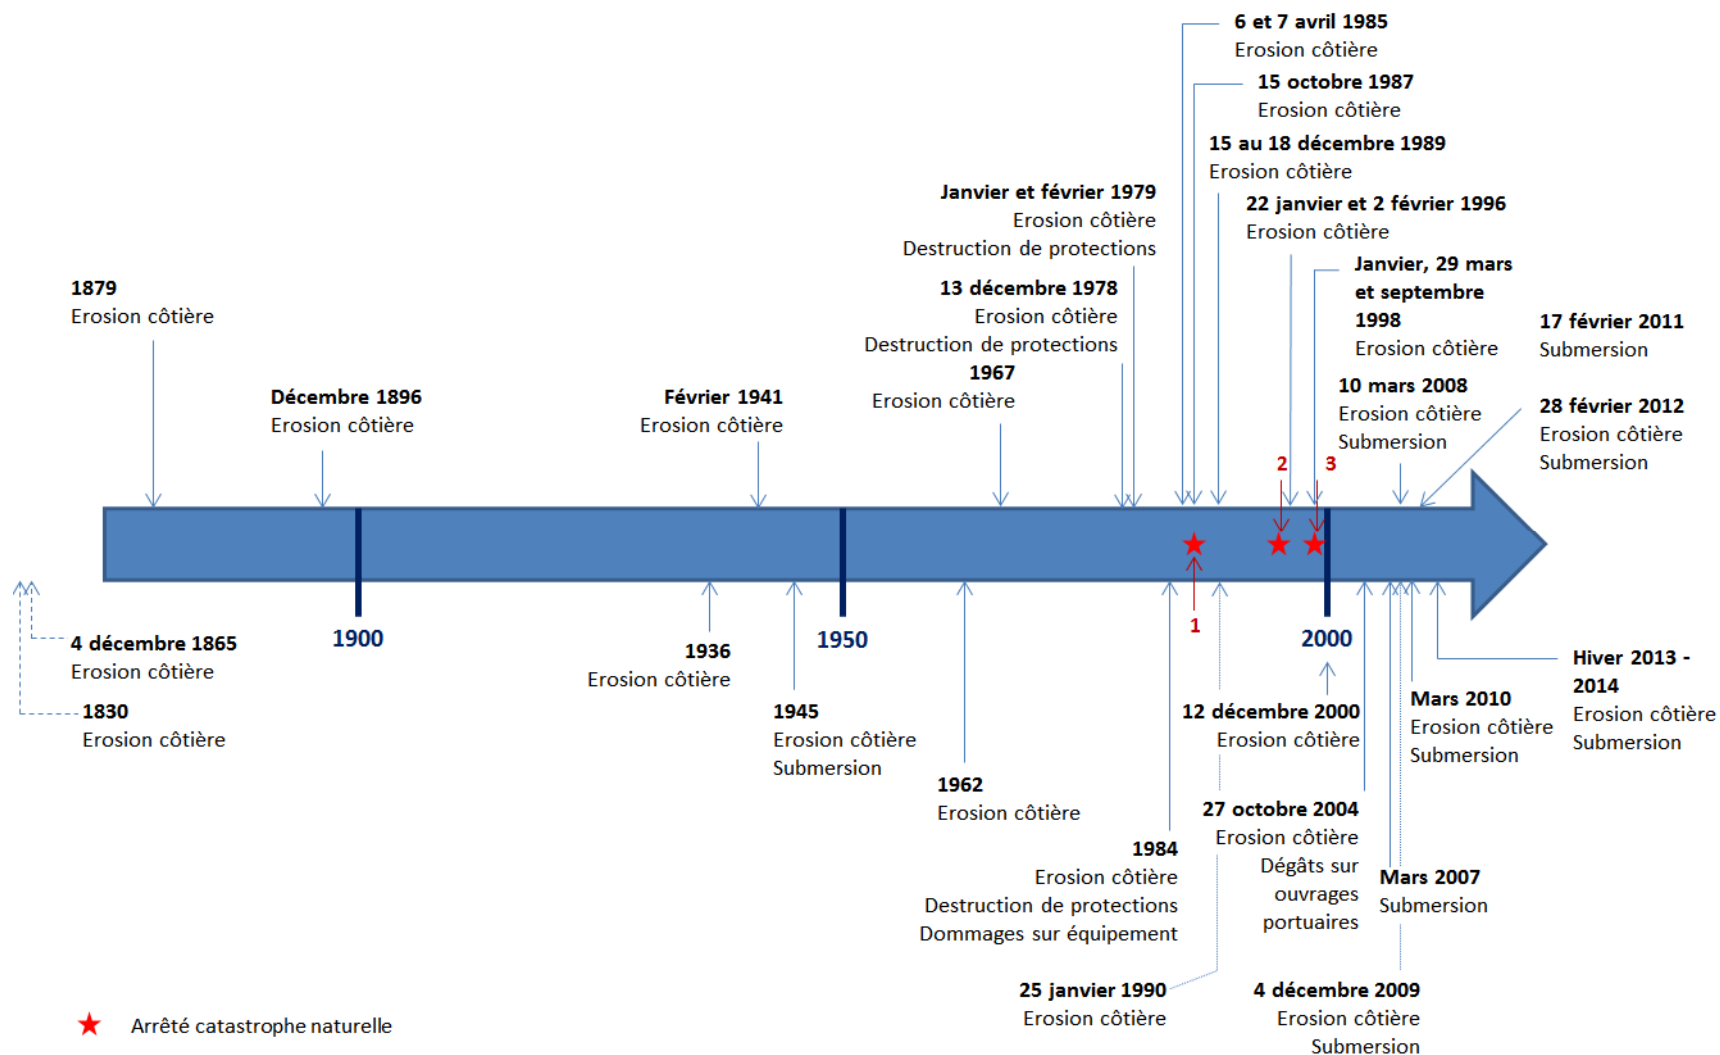 6 et 7 avril 1985
Erosion côtière
15 octobre 1987
Erosion côtière
15 au 18 décembre 1989
Erosion côtière
Janvier et février 1979
Erosion côtière
Destruction de protections
22 janvier et 2 février 1996
Erosion côtière
Janvier, 29 mars
et septembre
1998
Erosion côtière
1879
Erosion côtière
13 décembre 1978
Erosion côtière
Destruction de protections
17 février 2011
Submersion
1967
Erosion côtière
Décembre 1896
Erosion côtière
Février 1941
Erosion côtière
10 mars 2008
Erosion côtière
Submersion
28 février 2012
Erosion côtière
Submersion
2
3
1
1900
1950
2000
4 décembre 1865
Erosion côtière
1830
Erosion côtière
1936
Erosion côtière
1945
Erosion côtière
Submersion
1962
Erosion côtière
1984
Erosion côtière
Destruction de protections
Dommages sur équipement
12 décembre 2000
Erosion côtière
27 octobre 2004
Erosion côtière
Dégâts sur
ouvrages
portuaires
Mars 2007
Submersion
Mars 2010
Erosion côtière
Submersion
Hiver 2013 -
2014
Erosion côtière
Submersion
25 janvier 1990
Erosion côtière
4 décembre 2009
Erosion côtière
Submersion
Arrêté catastrophe naturelle